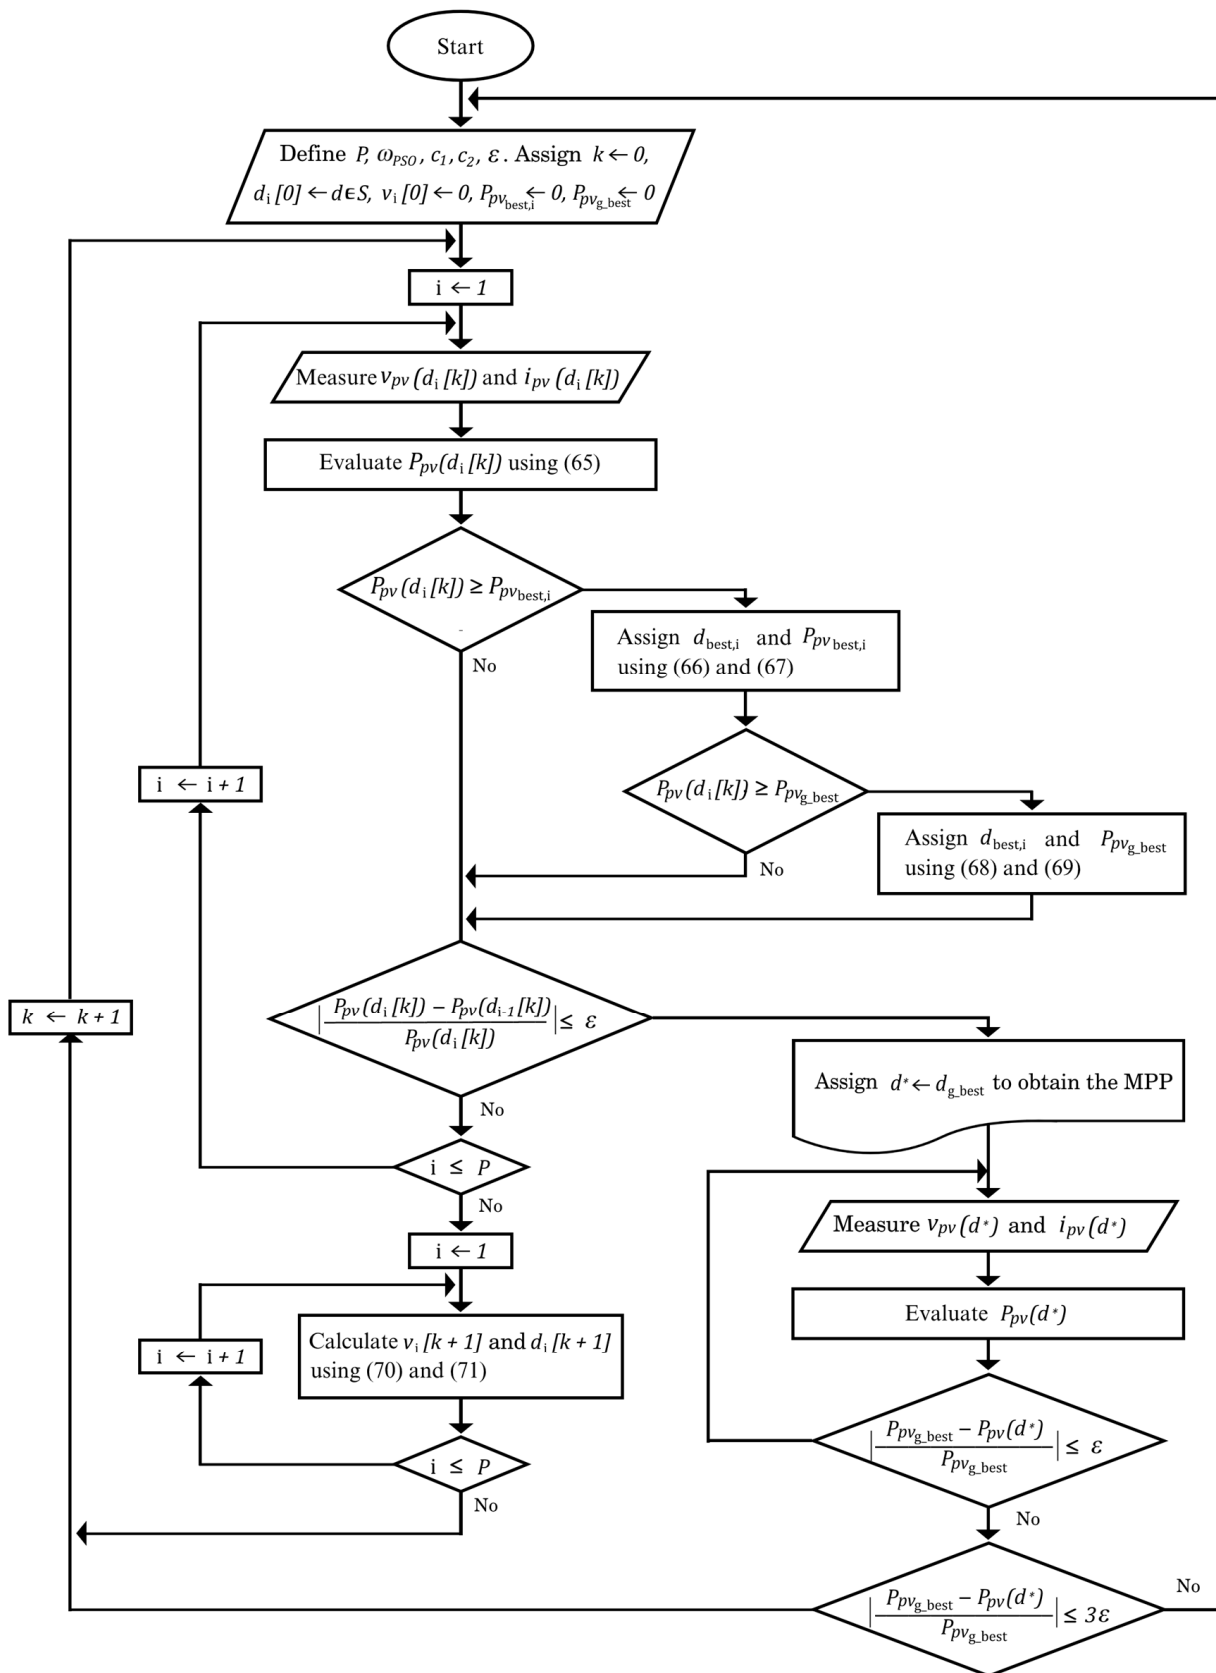 Start
Define P, ω_PSO, c_1, c_2, ε. Assign k ← 0,
d_i [0] ← d ϵ S, v_i [0] ← 0, P_pv_best,i ← 0, P_pv_g_best ← 0
i ← 1
Measure v_pv (d_i [k]) and i_pv (d_i [k])
Evaluate P_pv(d_i [k]) using (65)
P_pv (d_i [k]) ≥ P_pv_best,i
No
Assign d_best,i and P_pv_best,i
using (66) and (67)
P_pv (d_i [k]) ≥ P_pv_g_best
No
Assign d_best,i and P_pv_g_best
using (68) and (69)
i ← i + 1
k ← k + 1
| P_pv (d_i [k]) − P_pv (d_i-1 [k])
P_pv (d_i [k]) | ≤ ε
No
Assign d* ← d_g_best to obtain the MPP
i ≤ P
No
i ← 1
Measure v_pv (d*) and i_pv (d*)
Evaluate P_pv (d*)
Calculate v_i [k + 1] and d_i [k + 1]
using (70) and (71)
i ← i + 1
i ≤ P
No
| P_pv_g_best − P_pv (d*)
P_pv_g_best | ≤ ε
No
| P_pv_g_best − P_pv (d*)
P_pv_g_best | ≤ 3ε
No